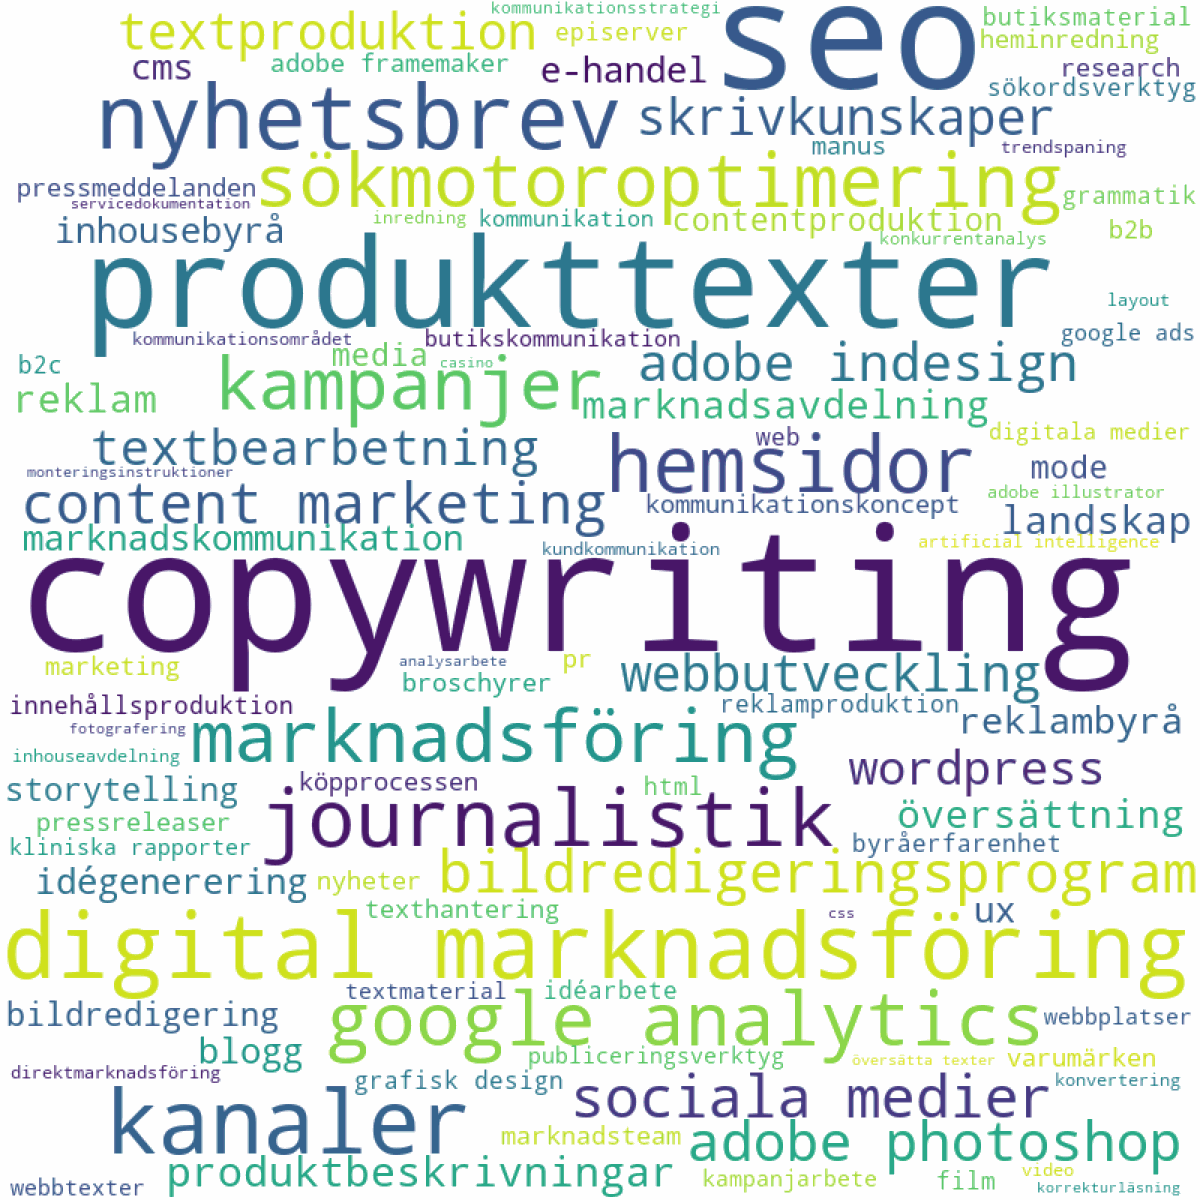 kommunikationsstrategi
textproduktion
episerver
seo
butiksmaterial
heminredning
cms
adobe framemaker
e-handel
research
sökordsverktyg
nyhetsbrev
skrivkunskaper
manus
trendspaning
pressmeddelanden
servicedokumentation
sökmotoroptimering
grammatik
inhousebyrå
inredning
kommunikation
contentproduktion
konkurrentanalys
b2b
produkttexter
layout
kommunikationsområdet
butikskommunikation
google ads
b2c
media
casino
adobe indesign
reklam
kampanjer
marknadsavdelning
textbearbetning
web
digitala medier
monteringsinstruktioner
hemsidor
mode
content marketing
kommunikationskoncept
adobe illustrator
landskap
marknadskommunikation
kundkommunikation
artificial intelligence
copywriting
marketing
analysarbete
pr
broschyrer
webbutveckling
innehållsproduktion
reklamproduktion
fotografering
marknadsföring
reklambyrå
inhouseavdelning
storytelling
köpprocessen
html
wordpress
pressreleaser
journalistik
översättning
kliniska rapporter
byråerfarenhet
idégenerering
nyheter
bildredigeringsprogram
texthantering
css
ux
digital marknadsföring
textmaterial
idéarbete
bildredigering
google analytics
webbplatser
blogg
publiceringsverktyg
översätta texter
varumärken
direktmarknadsföring
grafisk design
konvertering
kanaler
sociala medier
marknadsteam
adobe photoshop
produktbeskrivningar
kampanjarbete
film
video
webbtexter
korrekturläsning